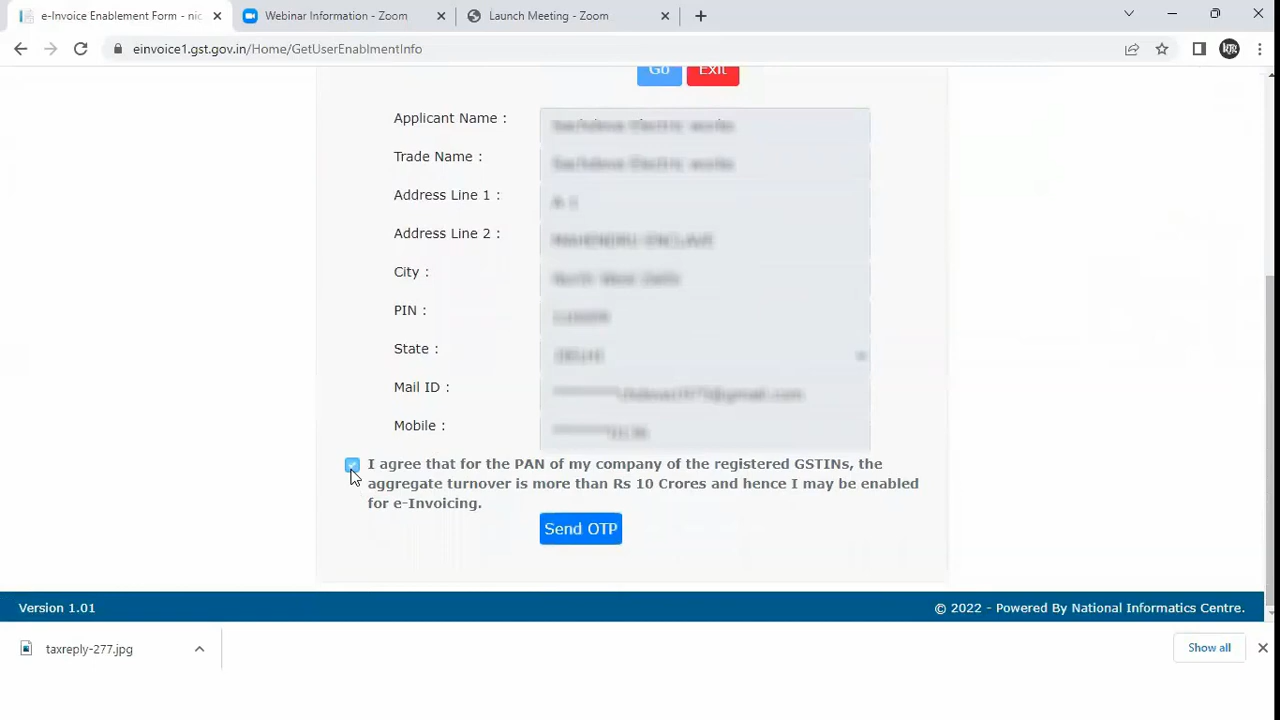 e-Invoice Enablement Form - nic
Webinar Information - Zoom
Launch Meeting - Zoom
einvoice1.gst.gov.in/Home/GetUserEnablmentInfo
Go Exit
Applicant Name :
Trade Name :
Address Line 1 :
Address Line 2 :
City :
PIN :
State :
Mail ID :
Mobile :
I agree that for the PAN of my company of the registered GSTINs, the
aggregate turnover is more than Rs 10 Crores and hence I may be enabled
for e-Invoicing.
Send OTP
Version 1.01
© 2022 - Powered By National Informatics Centre.
taxreply-277.jpg
Show all